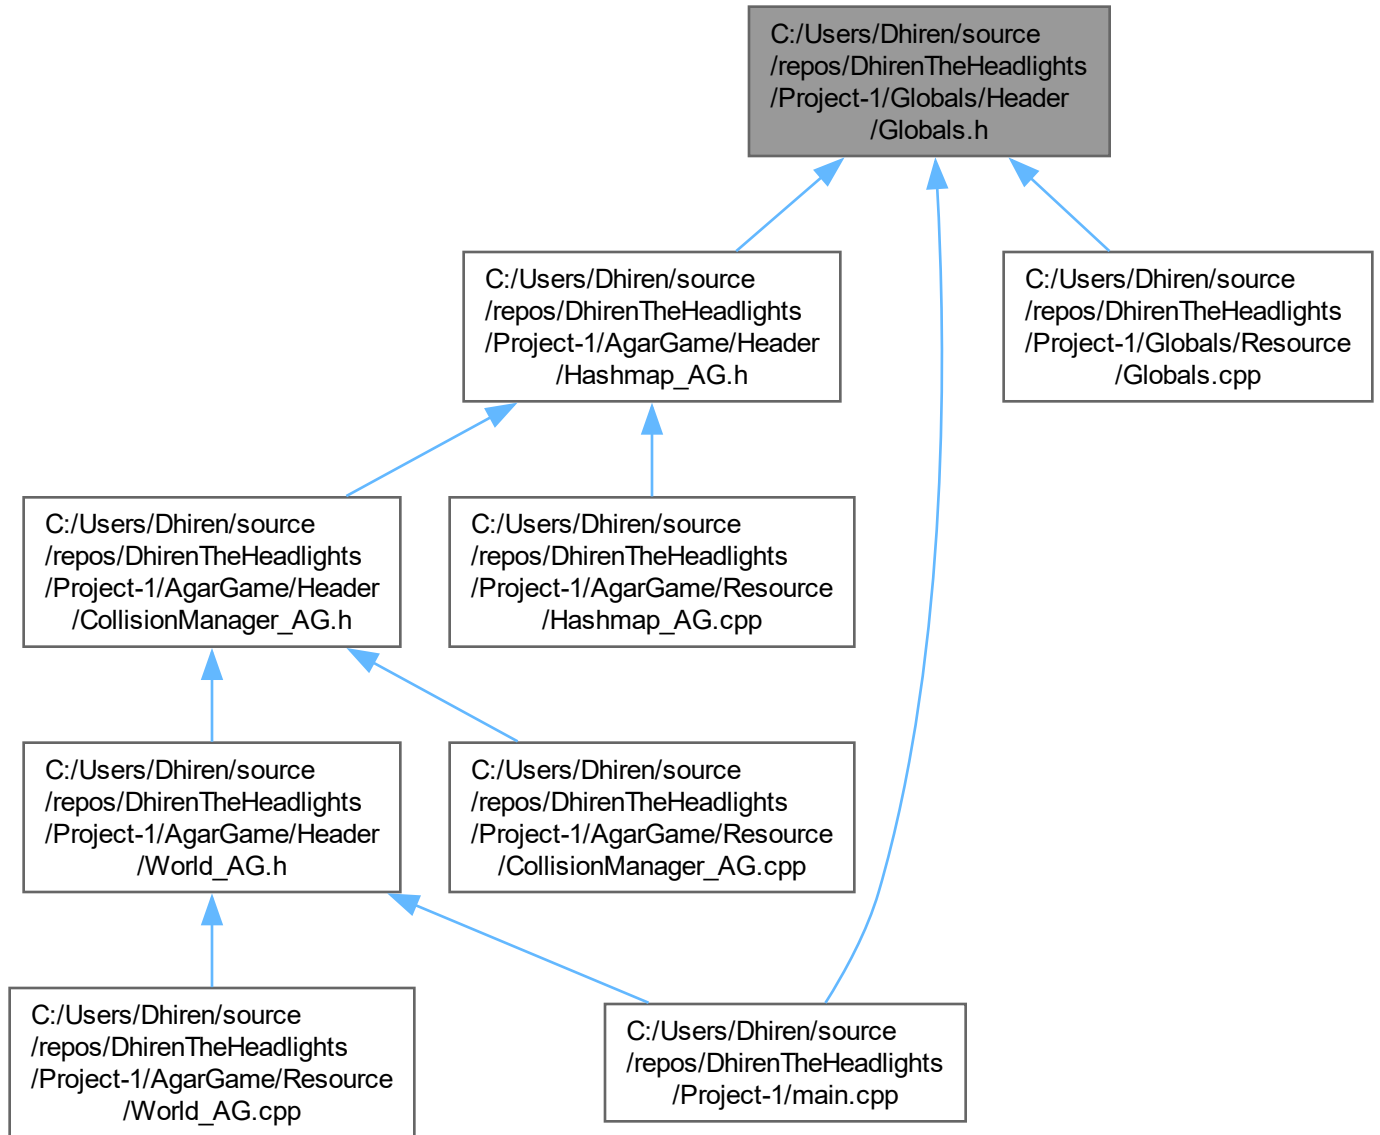 C:/Users/Dhiren/source
/repos/DhirenTheHeadlights
/Project-1/Globals/Header
/Globals.h
C:/Users/Dhiren/source
/repos/DhirenTheHeadlights
/Project-1/AgarGame/Header
/Hashmap_AG.h
C:/Users/Dhiren/source
/repos/DhirenTheHeadlights
/Project-1/Globals/Resource
/Globals.cpp
C:/Users/Dhiren/source
/repos/DhirenTheHeadlights
/Project-1/AgarGame/Header
/CollisionManager_AG.h
C:/Users/Dhiren/source
/repos/DhirenTheHeadlights
/Project-1/AgarGame/Resource
/Hashmap_AG.cpp
C:/Users/Dhiren/source
/repos/DhirenTheHeadlights
/Project-1/AgarGame/Header
/World_AG.h
C:/Users/Dhiren/source
/repos/DhirenTheHeadlights
/Project-1/AgarGame/Resource
/CollisionManager_AG.cpp
C:/Users/Dhiren/source
/repos/DhirenTheHeadlights
/Project-1/AgarGame/Resource
/World_AG.cpp
C:/Users/Dhiren/source
/repos/DhirenTheHeadlights
/Project-1/main.cpp